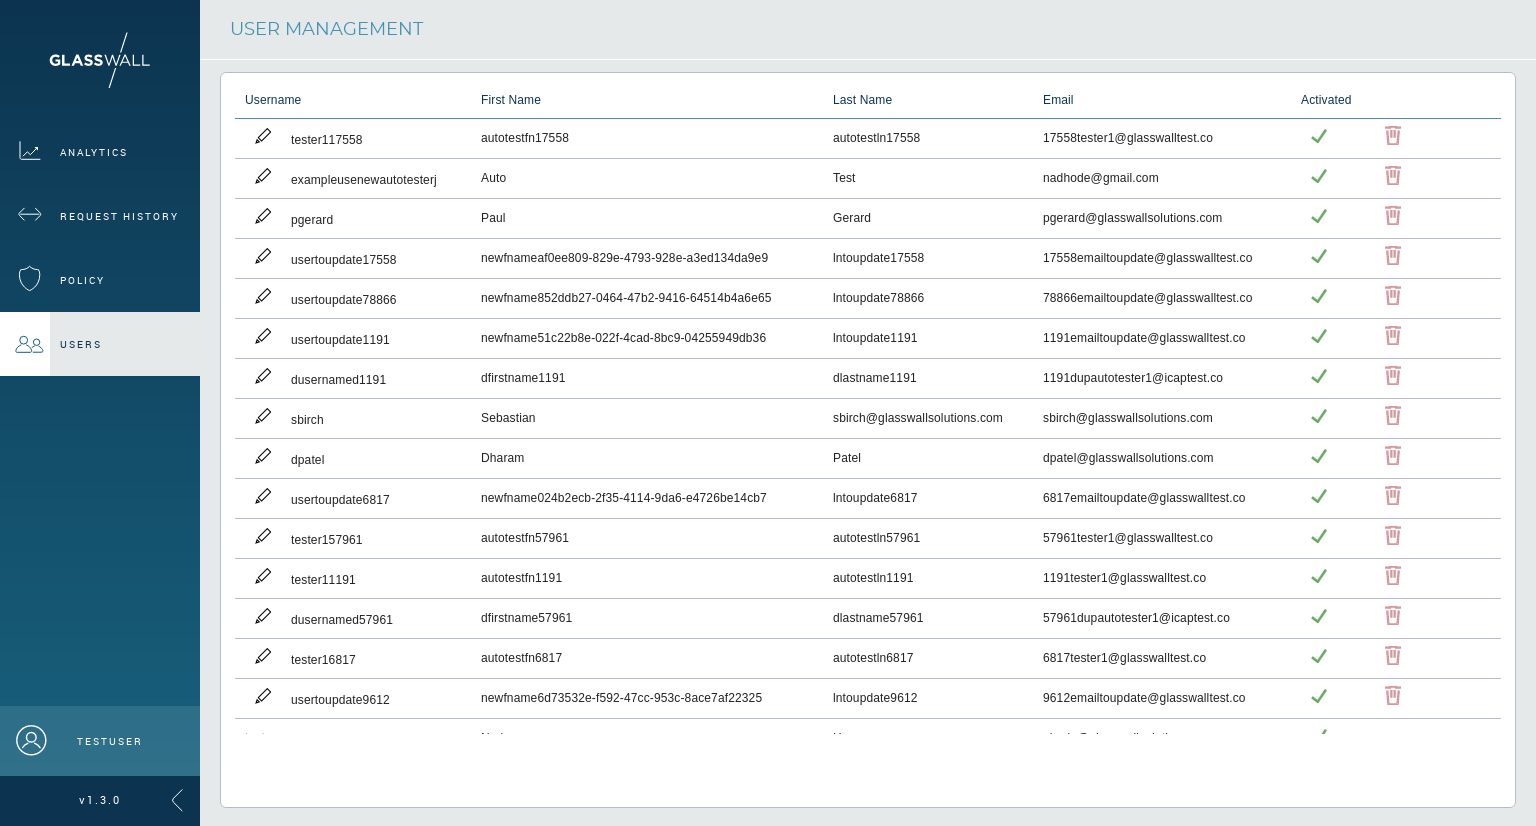 GLASSWALL
ANALYTICS
REQUEST HISTORY
POLICY
USERS
TESTUSER
v1.3.0
USER MANAGEMENT
Username First Name Last Name Email Activated
tester117558 autotestfn17558 autotestln17558 17558tester1@glasswalltest.co
exampleusenewautotesterj Auto Test nadhode@gmail.com
pgerard Paul Gerard pgerard@glasswallsolutions.com
usertoupdate17558 newfnameaf0ee809-829e-4793-928e-a3ed134da9e9 lntoupdate17558 17558emailtoupdate@glasswalltest.co
usertoupdate78866 newfname852ddb27-0464-47b2-9416-64514b4a6e65 lntoupdate78866 78866emailtoupdate@glasswalltest.co
usertoupdate1191 newfname51c22b8e-022f-4cad-8bc9-04255949db36 lntoupdate1191 1191emailtoupdate@glasswalltest.co
dusernamed1191 dfirstname1191 dlastname1191 1191dupautotester1@icaptest.co
sbirch Sebastian sbirch@glasswallsolutions.com sbirch@glasswallsolutions.com
dpatel Dharam Patel dpatel@glasswallsolutions.com
usertoupdate6817 newfname024b2ecb-2f35-4114-9da6-e4726be14cb7 lntoupdate6817 6817emailtoupdate@glasswalltest.co
tester157961 autotestfn57961 autotestln57961 57961tester1@glasswalltest.co
tester11191 autotestfn1191 autotestln1191 1191tester1@glasswalltest.co
dusernamed57961 dfirstname57961 dlastname57961 57961dupautotester1@icaptest.co
tester16817 autotestfn6817 autotestln6817 6817tester1@glasswalltest.co
usertoupdate9612 newfname6d73532e-f592-47cc-953c-8ace7af22325 lntoupdate9612 9612emailtoupdate@glasswalltest.co